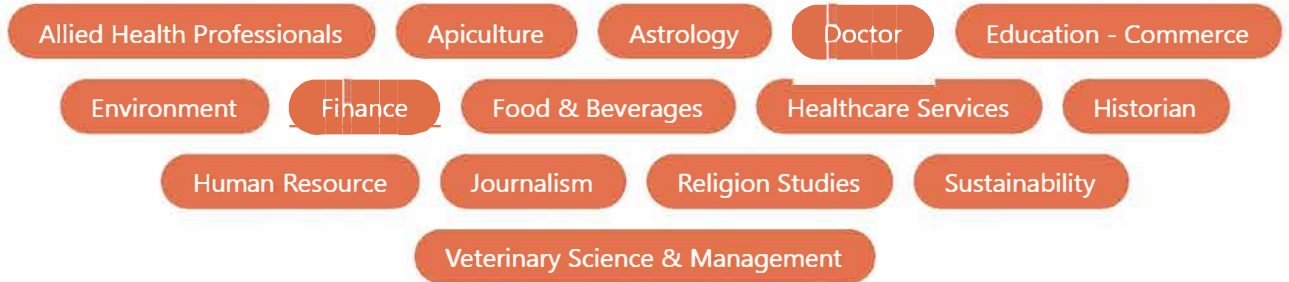 Allied Health Professionals Apiculture Astrology Doctor Education - Commerce
Environment Finance Food & Beverages Healthcare Services Historian
Human Resource Journalism Religion Studies Sustainability
Veterinary Science & Management